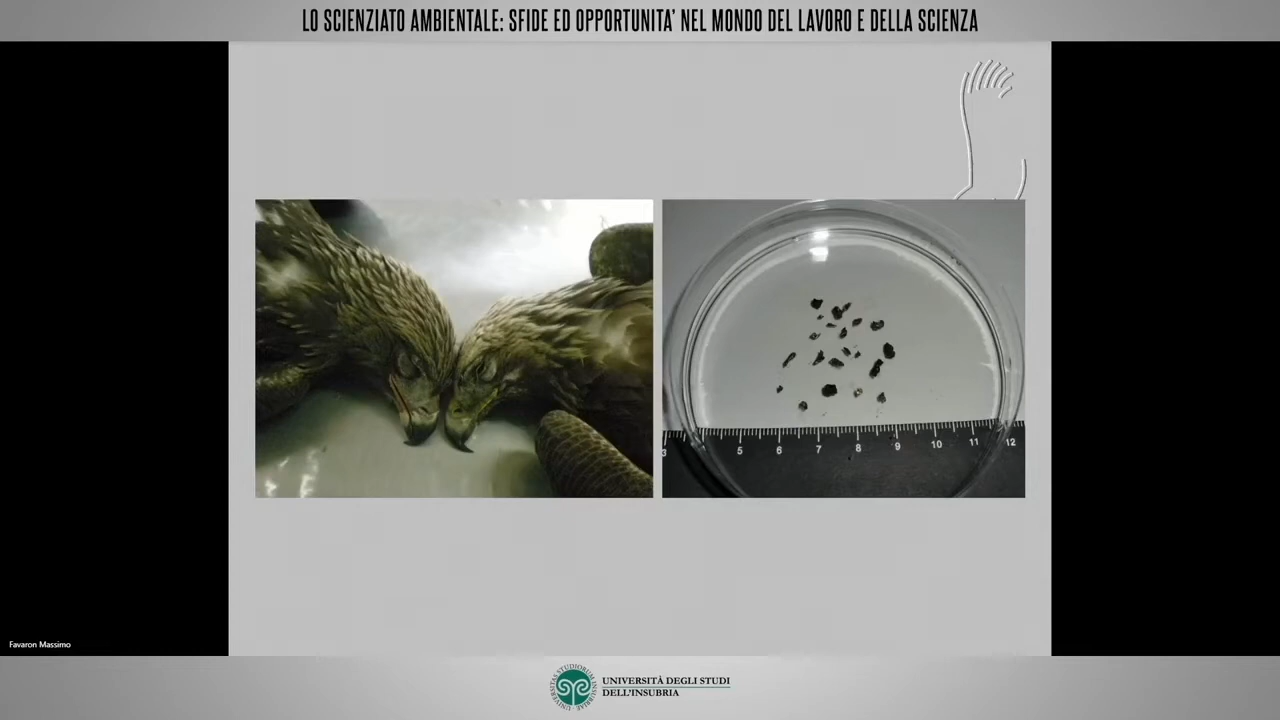 LO SCIENZIATO AMBIENTALE: SFIDE ED OPPORTUNITA' NEL MONDO DEL LAVORO E DELLA SCIENZA
3 5 6 7 8 9 10 11 12
Favaron Massimo
UNIVERSITÀ DEGLI STUDI
DELL'INSUBRIA